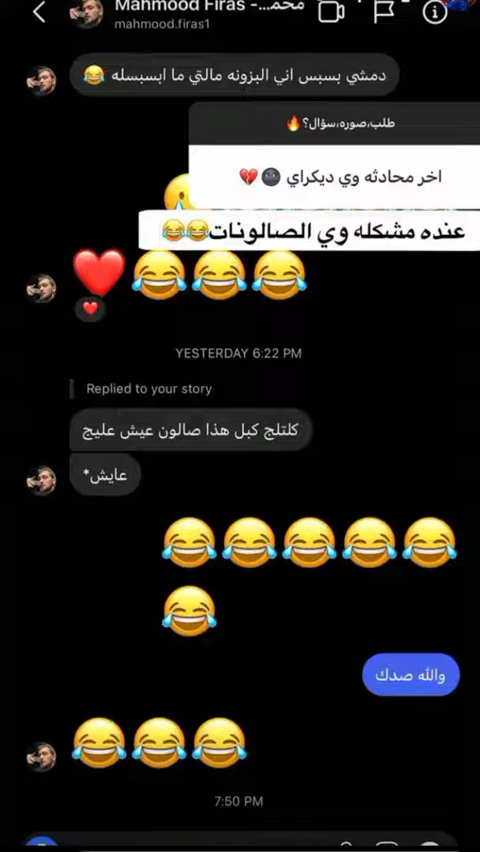 Mahmood Firas -...محمـ
mahmood.firas1
دمشي بسبس اني البزونه مالتي ما ابسبسله 😂
طلب،صوره،سؤال؟🔥
اخر محادثه وي ديكراي 🌚💔
عنده مشكله وي الصالونات😂😂
❤️😂😂😂
❤️
YESTERDAY 6:22 PM
Replied to your story
كلتلج كبل هذا صالون عيش عليج
عايش*
😂😂😂😂😂
😂
والله صدك
😂😂😂
7:50 PM